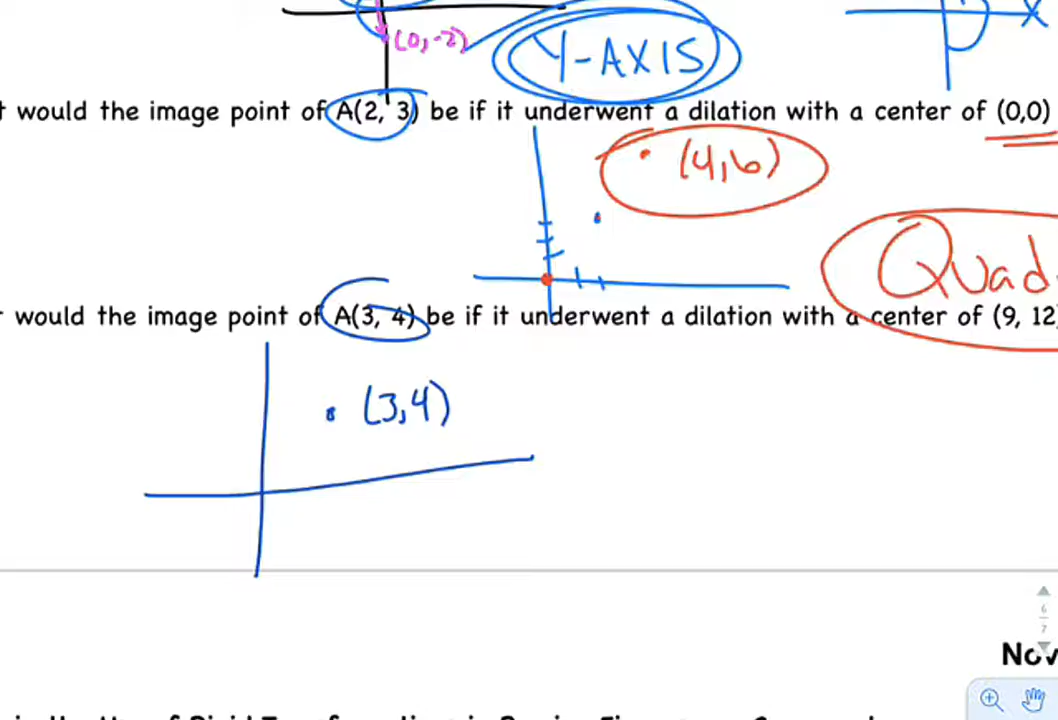 (0,-2)
Y-AXIS
X
would the image point of A(2, 3) be if it underwent a dilation with a center of (0,0)
(4,6)
Quad
would the image point of A(3, 4) be if it underwent a dilation with a center of (9, 12
(3,4)
6
7
Nov